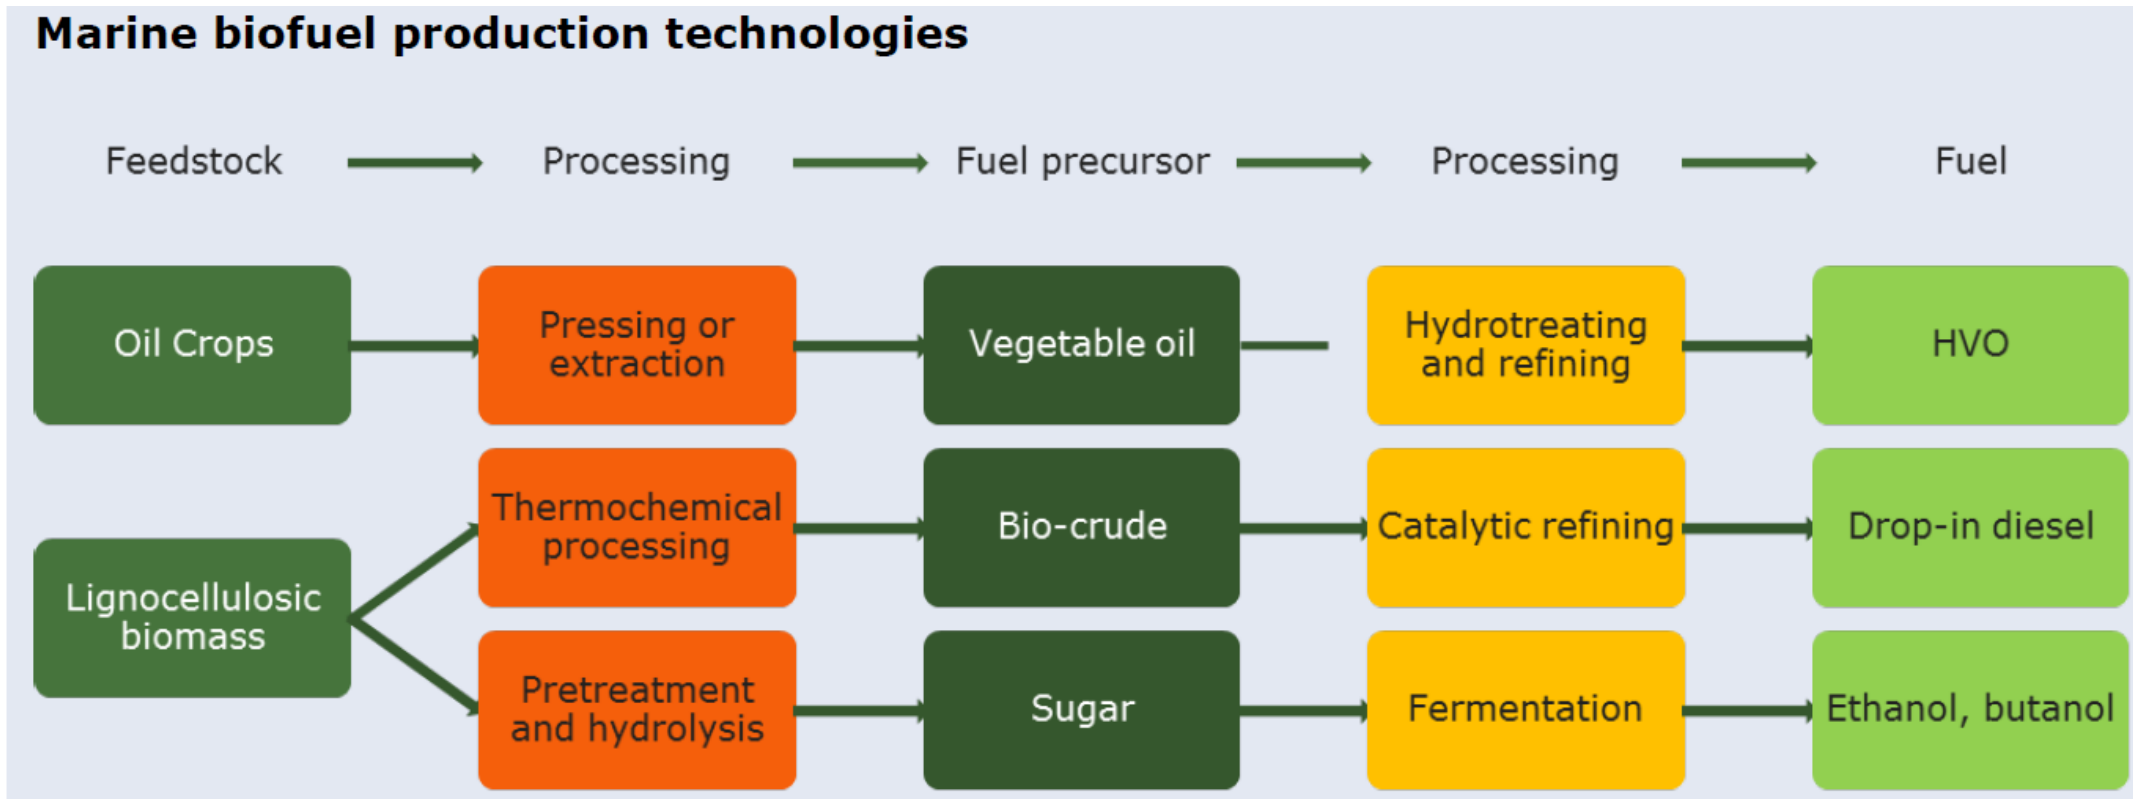 Marine biofuel production technologies
Feedstock
Processing
Fuel precursor
Processing
Fuel
Oil Crops
Pressing or
extraction
Vegetable oil
Hydrotreating
and refining
HVO
Lignocellulosic
biomass
Thermochemical
processing
Bio-crude
Catalytic refining
Drop-in diesel
Pretreatment
and hydrolysis
Sugar
Fermentation
Ethanol, butanol